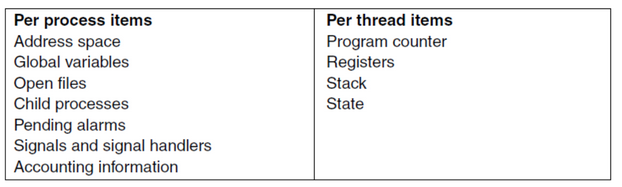 Per process items
Address space
Global variables
Open files
Child processes
Pending alarms
Signals and signal handlers
Accounting information
Per thread items
Program counter
Registers
Stack
State